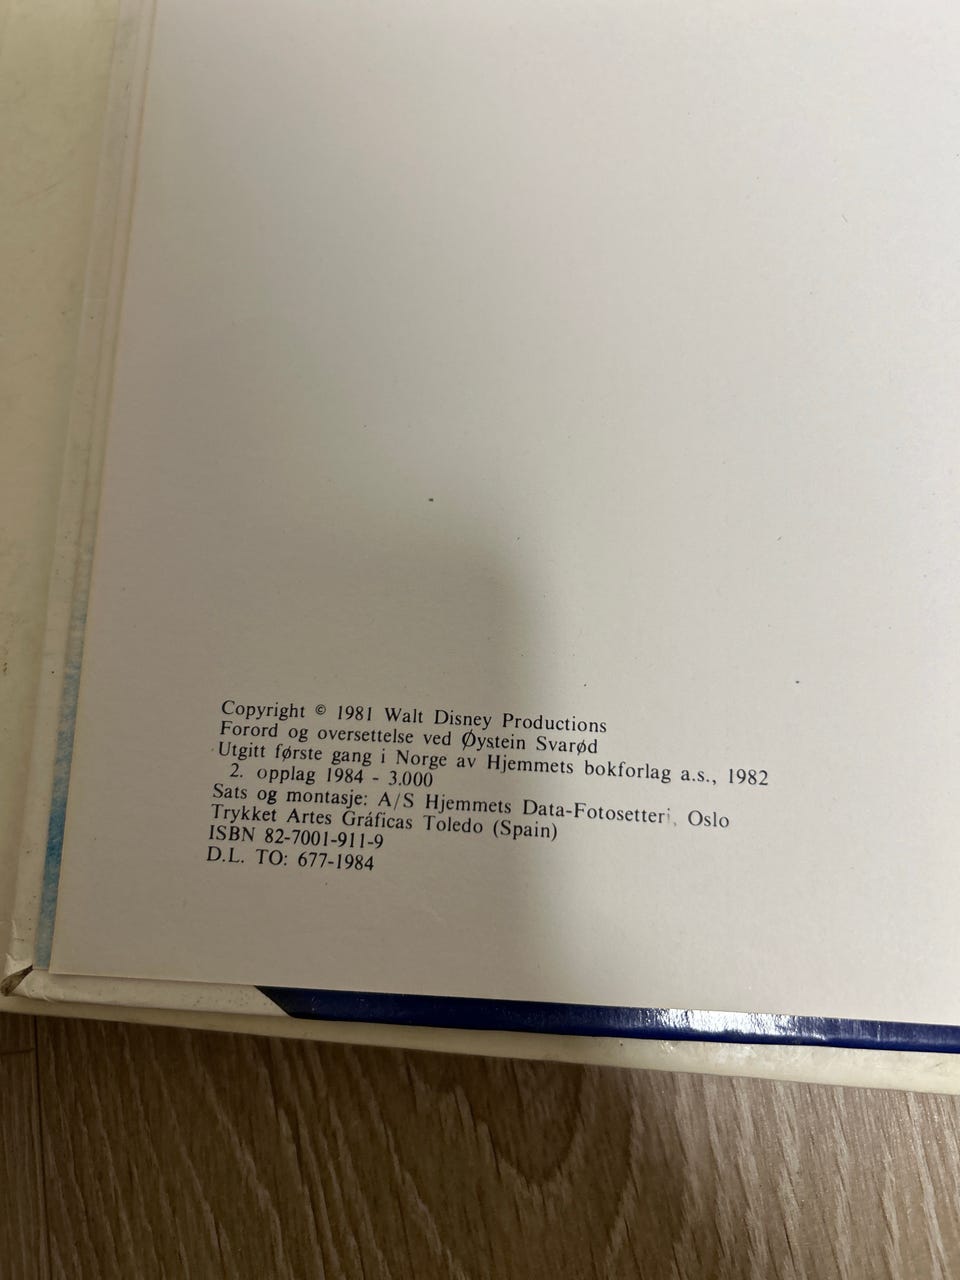 Copyright © 1981 Walt Disney Productions
Forord og oversettelse ved Øystein Svarød
Utgitt første gang i Norge av Hjemmets bokforlag a.s., 1982
2. opplag 1984 - 3.000
Sats og montasje: A/S Hjemmets Data-Fotosetteri, Oslo
Trykket Artes Gráficas Toledo (Spain)
ISBN 82-7001-911-9
D.L. TO: 677-1984